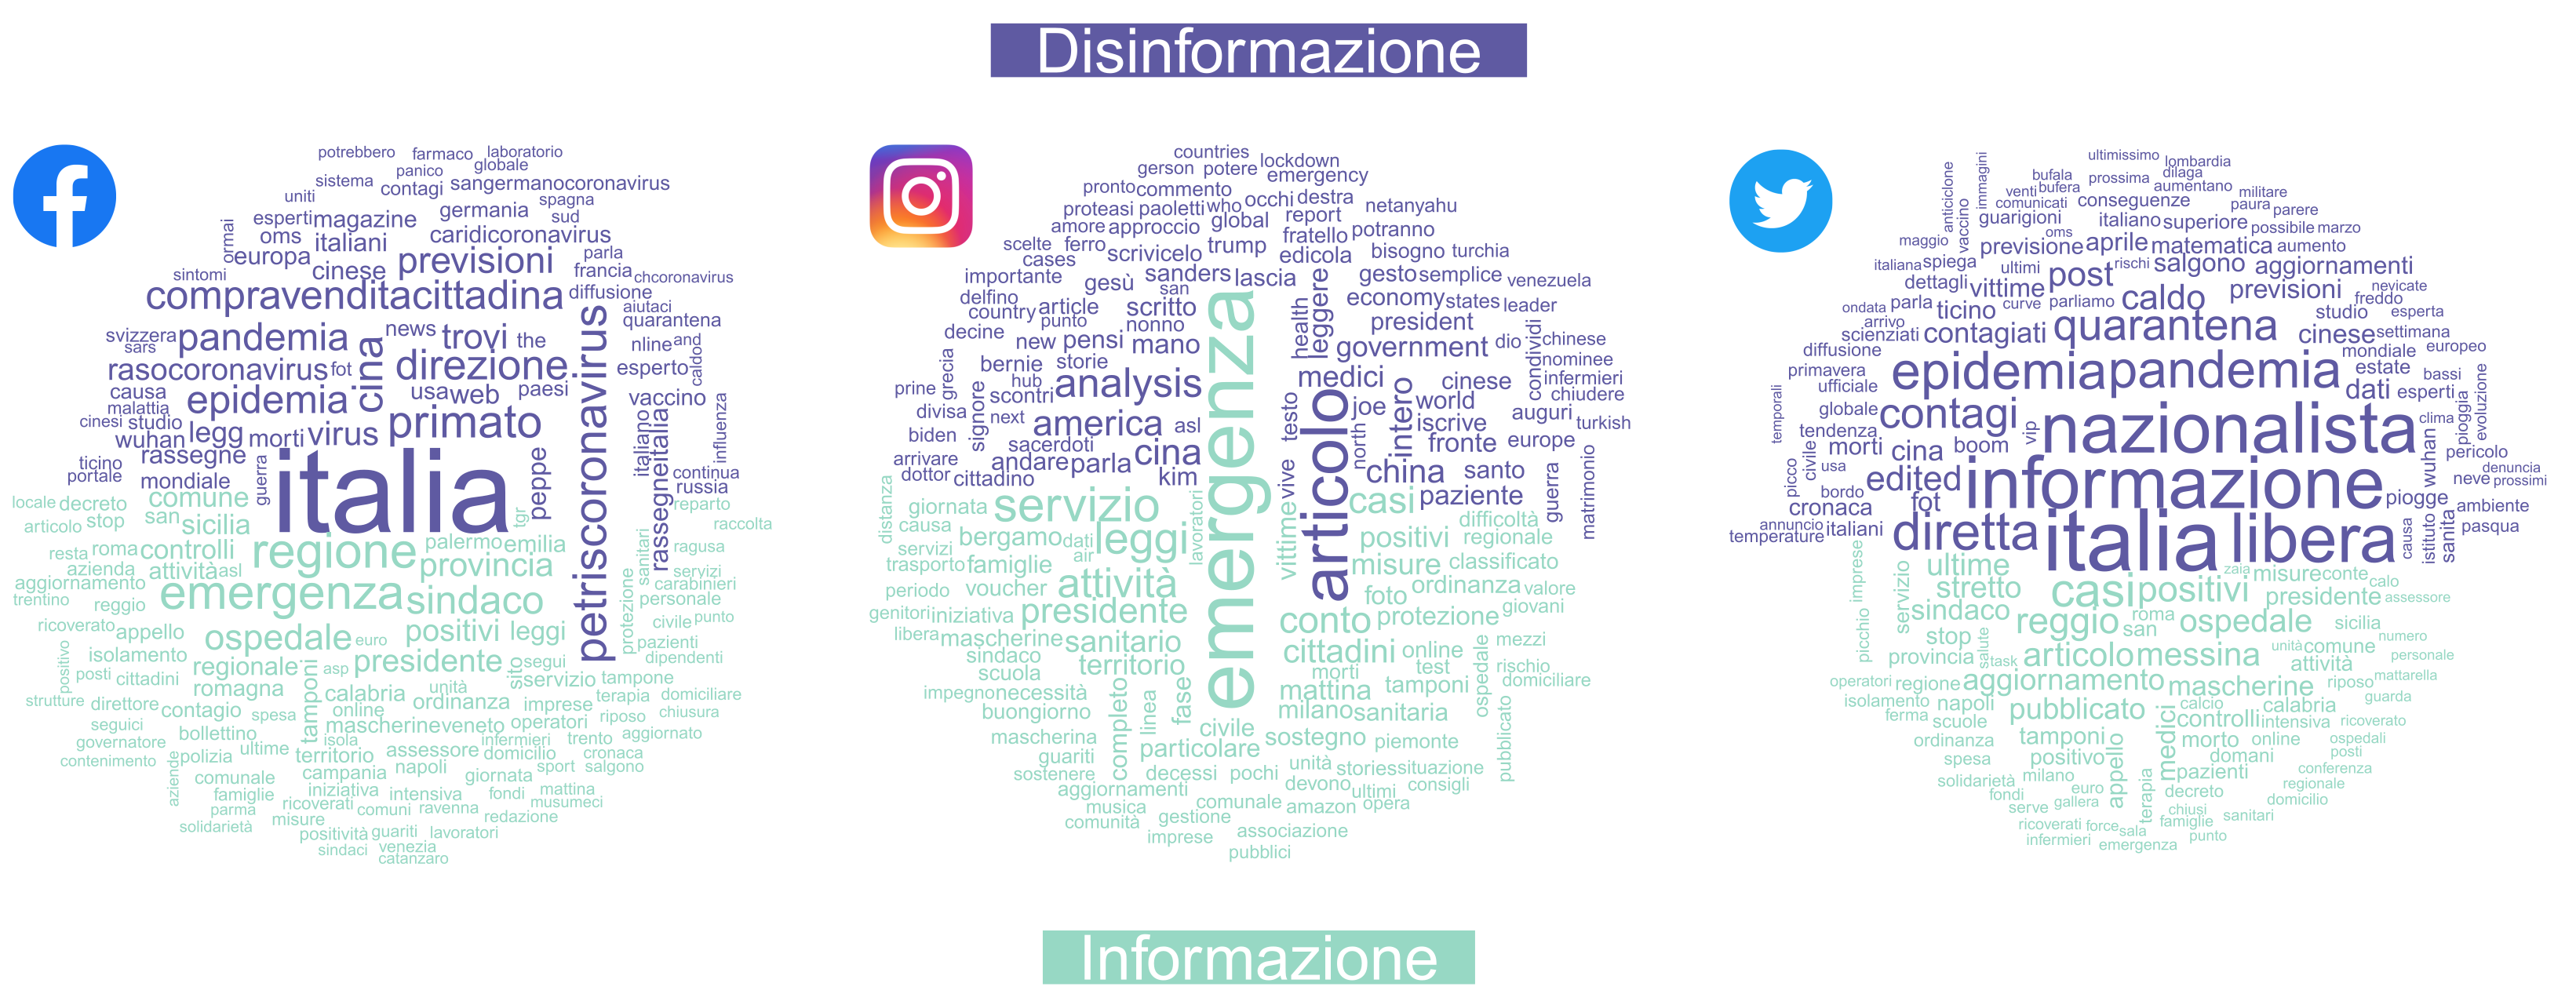 Disinformazione
potrebbero farmaco laboratorio
panico globale
sistema contagi sangermanocoronavirus
uniti spagna
esperti magazine germania sud
ormai oms italiani caridicoronavirus
europa cinese previsioni parla
sintomi francia chcoronavirus
compravenditacittadina diffusione
aiutaci
svizzera pandemia news trovi the quarantena
sars cina direzione nline and
rasocoronavirus fot esperto caldo
causa usa web paesi
malattia epidemia primato vaccino
cinesi studio petriscoronavirus
wuhan legg morti virus italiapo influenza
rassegne rassegneitalia
ticino guerra italia peppe continua
portale mondiale russia
locale decreto comune reparto
articolo stop san sicilia tgr raccolta
resta roma controlli regione palermo emilia sanitari ragusa
azienda attività asl provincia servizi
aggiornamento carabinieri
trentino reggio emergenza sindaco protezione personale
ricoverato appello civile punto
ospedale euro positivi leggi pazienti
positivo isolamento dipendenti
posti cittadini regionale asp presidente sito segui
romagna tamponi unità servizio tampone
strutture direttore calabria terapia domiciliare
contagio spesa online ordinanza imprese riposo chiusura
seguici mascherine veneto operatori
governatore bollettino isola infermieri trento aggiornato
contenimento polizia ultime territorio assessore domicilio cronaca
aziende comunale campania napoli giornata sport salgono
famiglie iniziativa intensiva fondi mattina
parma ricoverati comuni ravenna musumeci
solidarietà misure redazione
positività guariti lavoratori
sindaci venezia
catanzaro
countries
gerson potere lockdown
emergency
pronto commento occhi destra
proteasi paoletti who report netanyahu
amore approccio global fratello potranno
scelte ferro scrivicelo trump edicola bisogno turchia
cases
importante gesù sanders lascia gesto semplice venezuela
delfino san leggere
country article scritto health economy states leader
punto nonno president
decine new pensi mano government dio condividi chinese
grecia bernie storie nominee
prine hub analysis medici cinese infermieri
scontri chiudere
divisa signore next america testo joe intero world auguri
asl iscrive turkish
biden sacerdoti cina articolo north fronte europe
arrivare andare parla
dottor cittadino kim vive china santo guerra matrimonio
paziente
distanza giornata servizio lavoratori emergenza vittime casi
causa difficoltà
bergamo dati leggi positivi regionale
servizi air
trasporto famiglie misure classificato
periodo voucher attività foto ordinanza valore
genitori iniziativa presidente conto protezione giovani
libera mascherine sanitario
sindaco cittadini online ospedale mezzi
scuola territorio morti test rischio
impegno necessità mattina tamponi domiciliare
buongiorno completo linea fase milano sanitaria
mascherina civile sostegno piemonte pubblicato
guariti particolare
sostenere decessi pochi unità stories situazione
aggiornamenti devono ultimi consigli
musica comunale amazon opera
comunità gestione
imprese associazione
pubblici
ultimissimo lombardia
anticiclone immagini bufala dilaga
venti bufera prossima aumentano militare
vaccino comunicati conseguenze paura parere
guarigioni italiano superiore possibile marzo
maggio oms
previsione aprile matematica aumento
italiana spiega ultimi post rischi salgono aggiornamenti
dettagli vittime caldo previsioni nevicate
ondata parla ticino curve parliamo freddo
arrivo studio esperta
scienziati contagiati quarantena cinese settimana
diffusione mondiale europeo
primavera epidemia pandemia estate bassi
temporali ufficiale dati esperti evoluzione
globale contagi clima pioggia
tendenza nazionalista
morti cina boom vip wuhan pericolo
picco civile usa denuncia
bordo edited informazione neve prossimi
cronaca fot piogge ambiente
annuncio italiani diretta italia libera causa istituto sanita pasqua
temperature
imprese ultime zaia misure conte calo
servizio stretto casi positivi presidente assessore
sindaco
picchio stop reggio san roma ospedale sicilia numero
salute unità comune
provincia task articolo messina attività personale
operatori regione aggiornamento mascherine riposo mattarella
isolamento napoli calcio calabria guarda
ferma scuole pubblicato controlli intensiva ricoverato
ordinanza tamponi medici morto online ospedali
spesa positivo appello domani posti
solidarietà milano pazienti conferenza
fondi euro terapia decreto regionale
serve gallera chiusi domicilio
ricoverati force sala famiglie sanitari
infermieri emergenza punto
Informazione